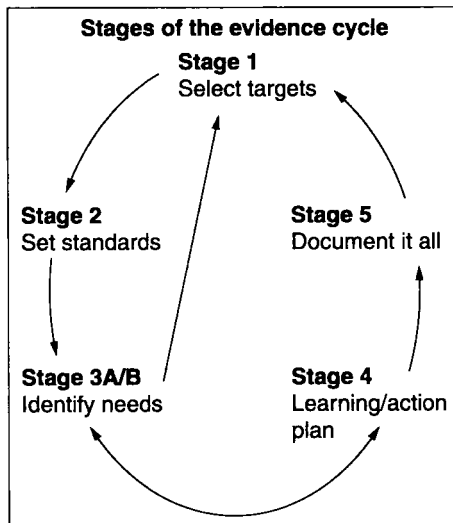 Stages of the evidence cycle
Stage 1
Select targets
Stage 2
Set standards
Stage 5
Document it all
Stage 3A/B
Identify needs
Stage 4
Learning/action
plan